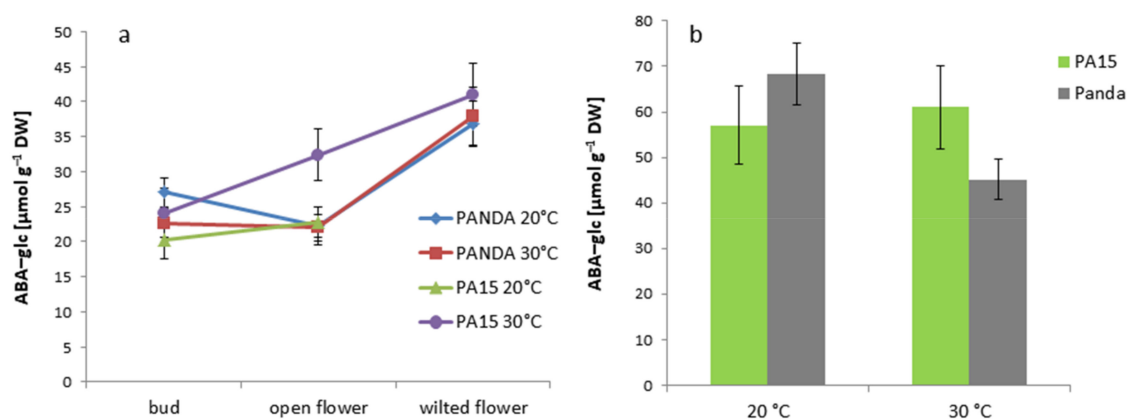 a
50
45
40
35
30
25
20
15
10
5
0
ABA–glc [µmol g⁻¹ DW]
bud
open flower
wilted flower
PANDA 20°C
PANDA 30°C
PA15 20°C
PA15 30°C
b
80
70
60
50
40
30
20
10
0
ABA–glc [µmol g⁻¹ DW]
20 °C
30 °C
PA15
Panda